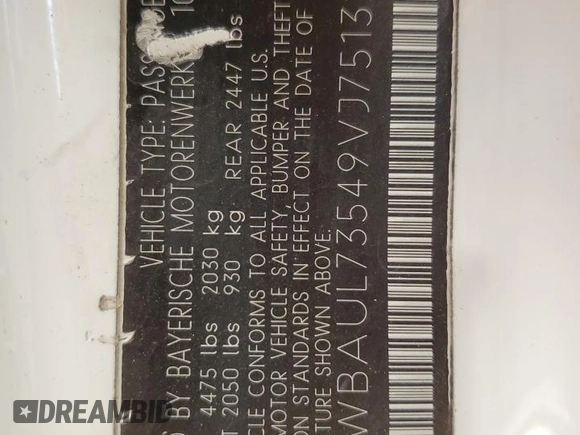 VEHICLE TYPE: PASS
BY BAYERISCHE MOTORENWERK 10
4475 lbs 2030 kg
2050 lbs 930 kg REAR 2447 lbs
CLE CONFORMS TO ALL APPLICABLE U.S.
MOTOR VEHICLE SAFETY, BUMPER AND THEFT
ON STANDARDS IN EFFECT ON THE DATE OF
TURE SHOWN ABOVE.
WBAUL73549VJ7513
DREAMBID